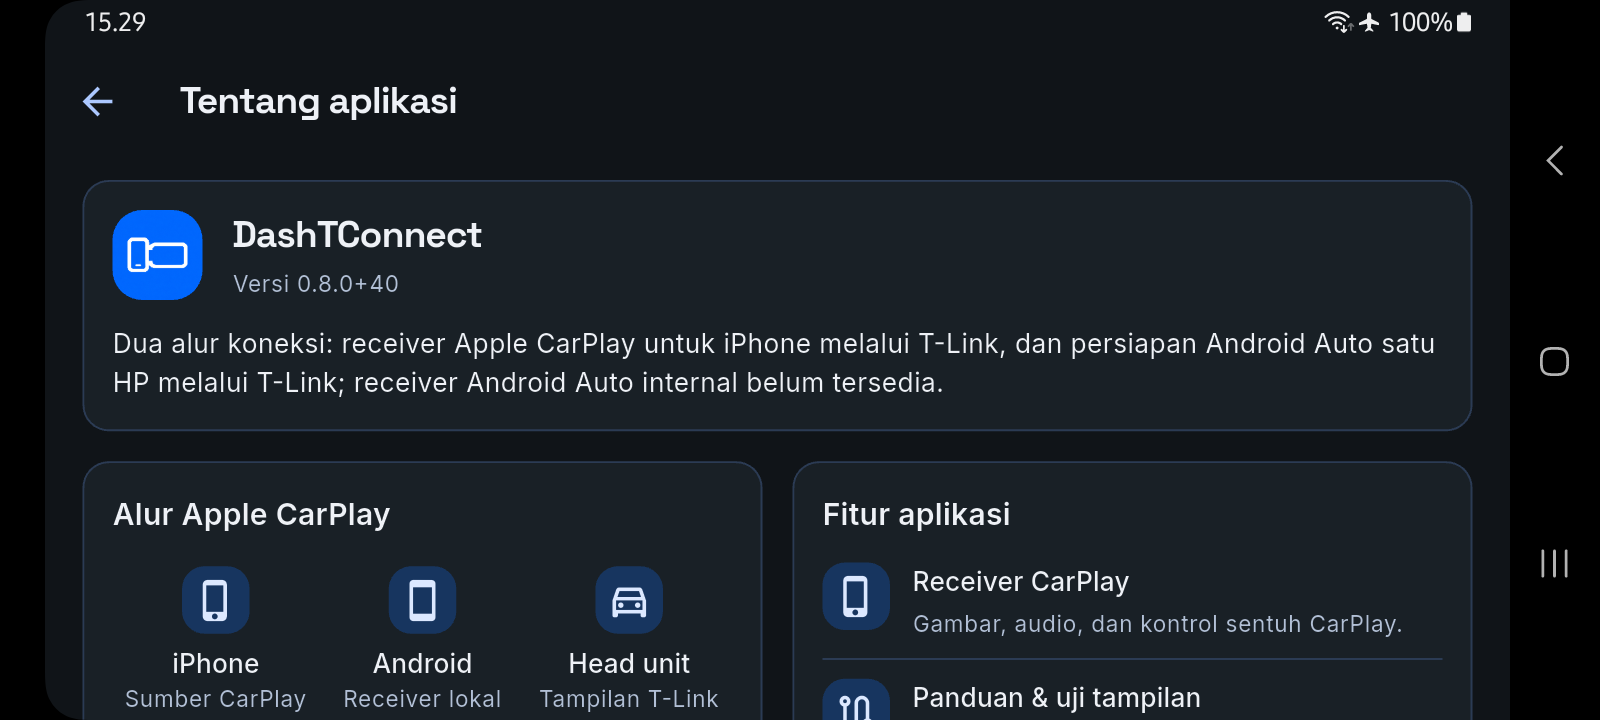 15.29
100%
Tentang aplikasi
DashTConnect
Versi 0.8.0+40
Dua alur koneksi: receiver Apple CarPlay untuk iPhone melalui T-Link, dan persiapan Android Auto satu
HP melalui T-Link; receiver Android Auto internal belum tersedia.
Alur Apple CarPlay
iPhone
Sumber CarPlay
Android
Receiver lokal
Head unit
Tampilan T-Link
Fitur aplikasi
Receiver CarPlay
Gambar, audio, dan kontrol sentuh CarPlay.
Panduan & uji tampilan